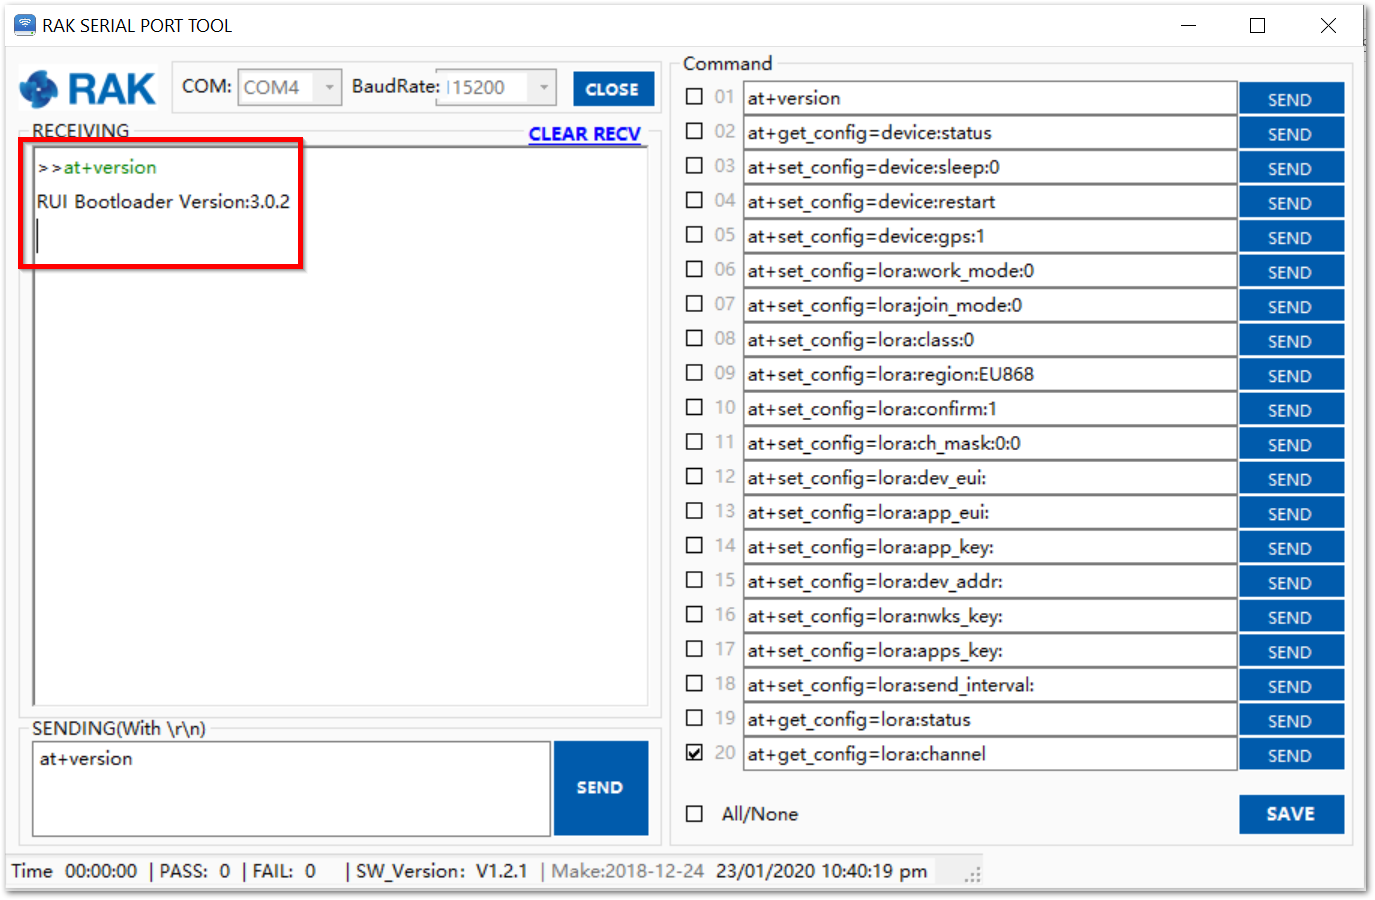 RAK SERIAL PORT TOOL
RAK
COM: COM4 BaudRate: 115200 CLOSE
RECEIVING
CLEAR RECV
>>at+version
RUI Bootloader Version:3.0.2
SENDING(With \r\n)
at+version
SEND
Command
01 at+version SEND
02 at+get_config=device:status SEND
03 at+set_config=device:sleep:0 SEND
04 at+set_config=device:restart SEND
05 at+set_config=device:gps:1 SEND
06 at+set_config=lora:work_mode:0 SEND
07 at+set_config=lora:join_mode:0 SEND
08 at+set_config=lora:class:0 SEND
09 at+set_config=lora:region:EU868 SEND
10 at+set_config=lora:confirm:1 SEND
11 at+set_config=lora:ch_mask:0:0 SEND
12 at+set_config=lora:dev_eui: SEND
13 at+set_config=lora:app_eui: SEND
14 at+set_config=lora:app_key: SEND
15 at+set_config=lora:dev_addr: SEND
16 at+set_config=lora:nwks_key: SEND
17 at+set_config=lora:apps_key: SEND
18 at+set_config=lora:send_interval: SEND
19 at+get_config=lora:status SEND
20 at+get_config=lora:channel SEND
All/None SAVE
Time 00:00:00 | PASS: 0 | FAIL: 0 | SW_Version: V1.2.1 | Make:2018-12-24 23/01/2020 10:40:19 pm